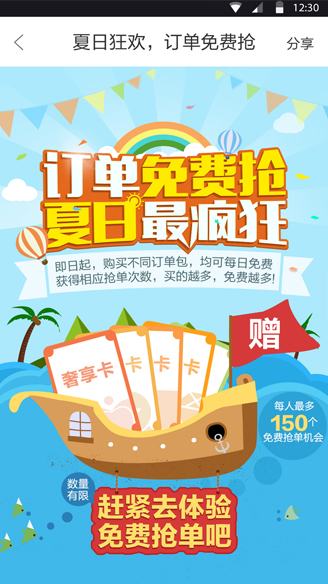 12:30
夏日狂欢，订单免费抢
分享
订单免费抢
夏日最疯狂
即日起，购买不同订单包，均可每日免费
获得相应抢单次数，买的越多，免费越多!
赠
奢享卡
卡
卡
卡
每人最多
150个
免费抢单机会
数量
有限
赶紧去体验
免费抢单吧